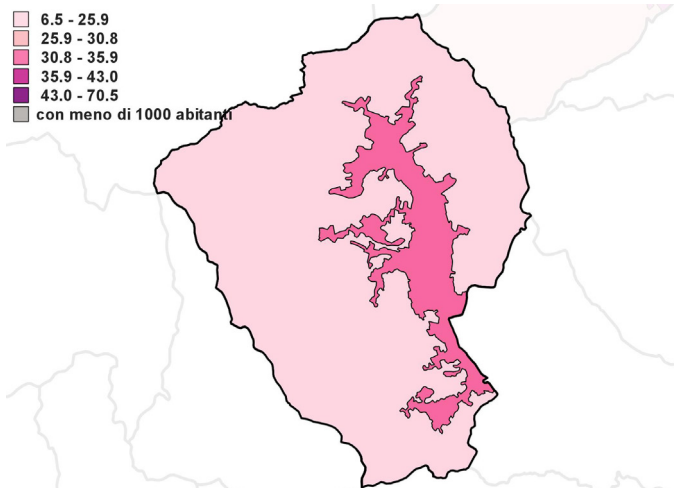 6.5 - 25.9
25.9 - 30.8
30.8 - 35.9
35.9 - 43.0
43.0 - 70.5
con meno di 1000 abitanti